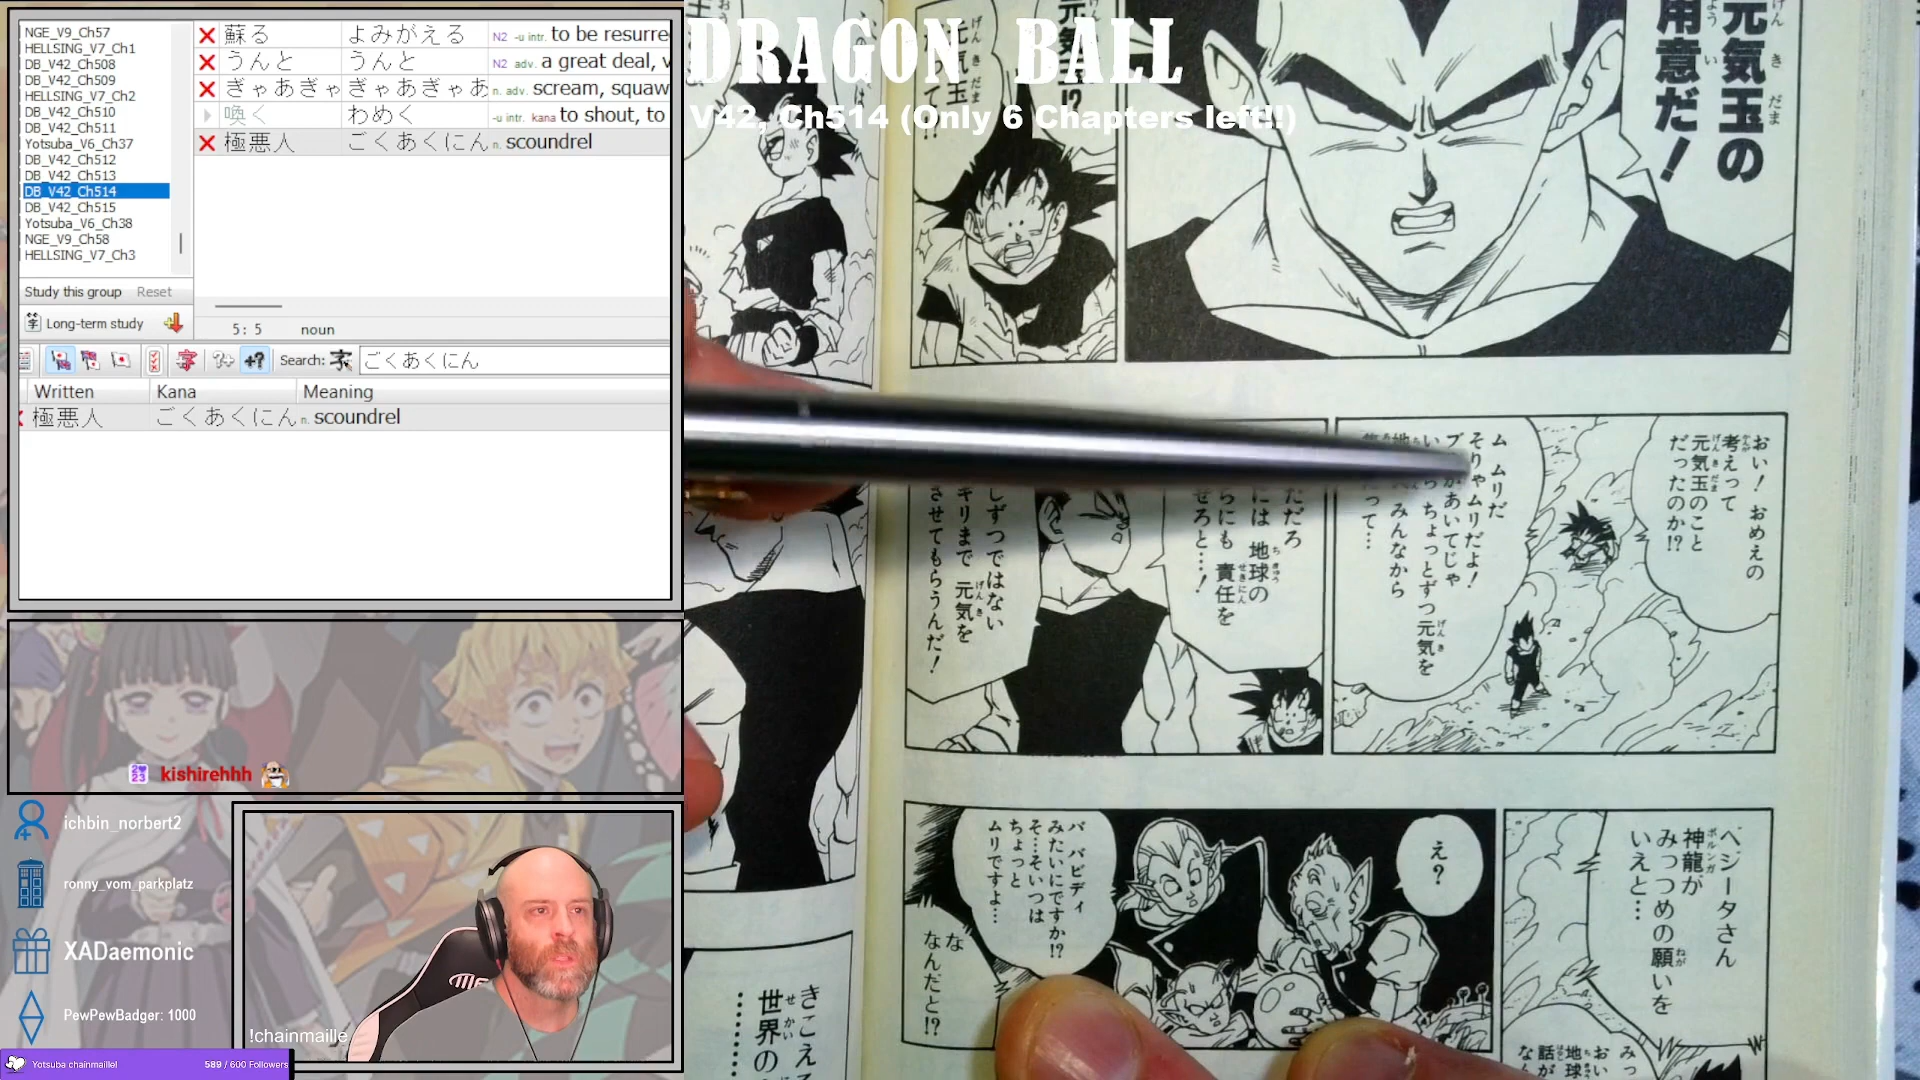 NGE_V9_Ch57
HELLSING_V7_Ch1
DB_V42_Ch508
DB_V42_Ch509
HELLSING_V7_Ch2
DB_V42_Ch510
DB_V42_Ch511
Yotsuba_V6_Ch37
DB_V42_Ch512
DB_V42_Ch513
DB_V42_Ch514
DB_V42_Ch515
Yotsuba_V6_Ch38
NGE_V9_Ch58
HELLSING_V7_Ch3
Study this group Reset
Long-term study
蘇る よみがえる N2 -u intr. to be resurre
うんと うんと N2 adv. a great deal, v
ぎゃあぎゃ ぎゃあぎゃあ n. adv. scream, squaw
喚く わめく -u intr. kana to shout, to
極悪人 ごくあくにん n. scoundrel
5: 5 noun
Search: ごくあくにん
Written Kana Meaning
極悪人 ごくあくにん n. scoundrel
DRAGON BALL
V42, Ch514 (Only 6 Chapters left!!)
元気玉の
用意だ!
おい! おめえの
考えって
元気玉のこと
だったのか!?
ム ムリだ
そりゃムリだよ!
ちょっとずつ元気を
みんなから
地球の
責任を
しずつではない
キリまで 元気を
させてもらうんだ!
ベジータさん
神龍が
みっつめの願いを
いえと…
え?
バ バビディ
みたいにですか!?
そ…そいつは
ちょっと
ムリですよ…
な
なんだと!?
きこえ
世界の
kishirehhh
ichbin_norbert2
ronny_vom_parkplatz
XADaemonic
PewPewBadger: 1000
!chainmaille
Yotsuba chainmaille!
589 / 600 Followers